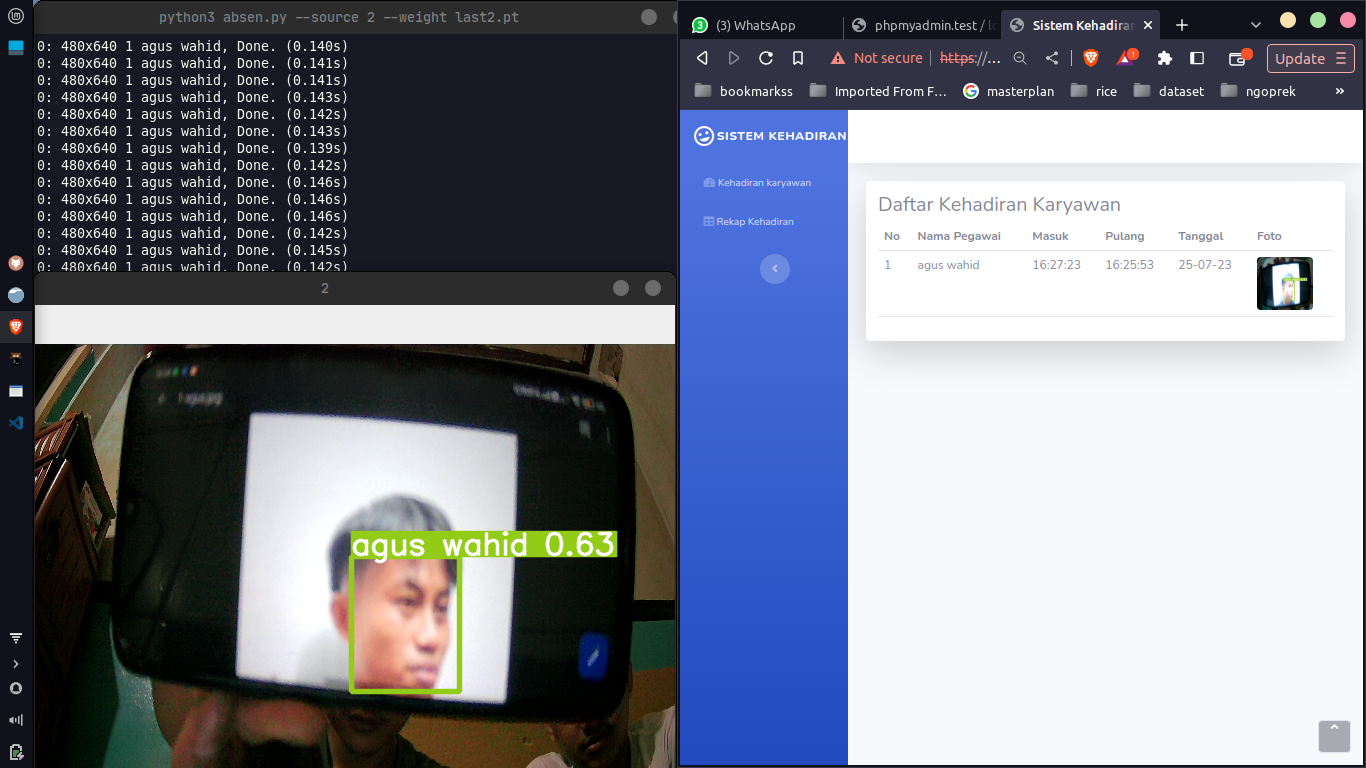 python3 absen.py --source 2 --weight last2.pt
0: 480x640 1 agus wahid, Done. (0.140s)
0: 480x640 1 agus wahid, Done. (0.141s)
0: 480x640 1 agus wahid, Done. (0.141s)
0: 480x640 1 agus wahid, Done. (0.143s)
0: 480x640 1 agus wahid, Done. (0.142s)
0: 480x640 1 agus wahid, Done. (0.143s)
0: 480x640 1 agus wahid, Done. (0.139s)
0: 480x640 1 agus wahid, Done. (0.142s)
0: 480x640 1 agus wahid, Done. (0.146s)
0: 480x640 1 agus wahid, Done. (0.146s)
0: 480x640 1 agus wahid, Done. (0.146s)
0: 480x640 1 agus wahid, Done. (0.142s)
0: 480x640 1 agus wahid, Done. (0.145s)
0: 480x640 1 agus wahid, Done. (0.142s)
2
agus wahid 0.63
(3) WhatsApp
phpmyadmin.test / l
Sistem Kehadiran
Not secure https://...
1
Update
bookmarkss
Imported From F...
masterplan
rice
dataset
ngoprek
»
SISTEM KEHADIRAN
Kehadiran karyawan
Rekap Kehadiran
Daftar Kehadiran Karyawan
No Nama Pegawai Masuk Pulang Tanggal Foto
1 agus wahid 16:27:23 16:25:53 25-07-23